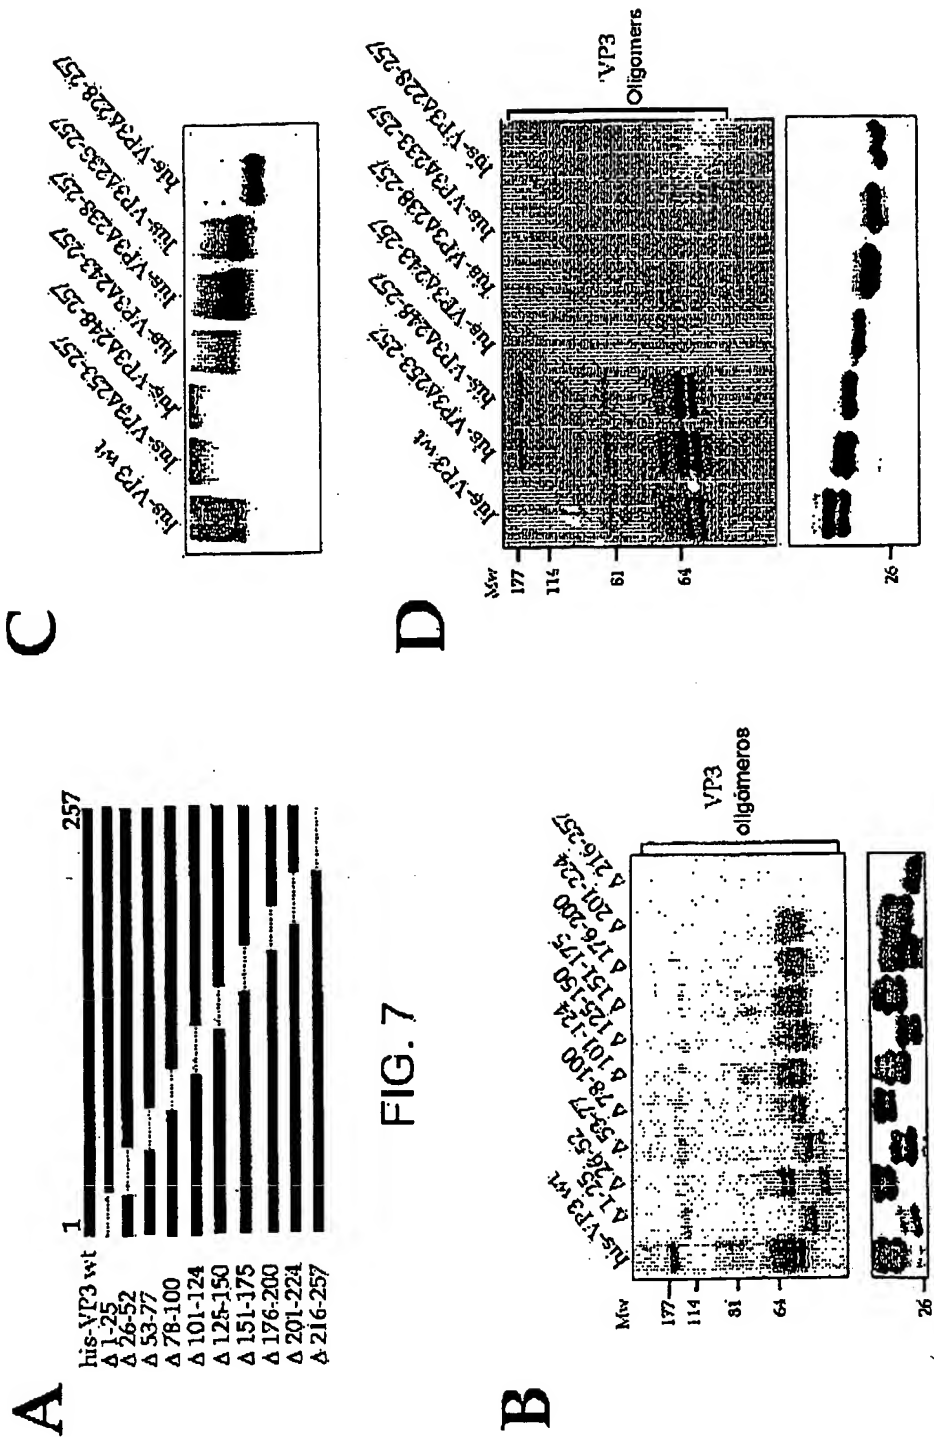 A
1 257
his-VP3 wt
Δ 1-25
Δ 26-52
Δ 53-77
Δ 78-100
Δ 101-124
Δ 125-150
Δ 151-175
Δ 176-200
Δ 201-224
Δ 216-257
FIG. 7
B
his-VP3 wt
Δ 1-25
Δ 26-52
Δ 53-77
Δ 78-100
Δ 101-124
Δ 125-150
Δ 151-175
Δ 176-200
Δ 201-224
Δ 216-257
Mw
177
114
81
64
26
VP3
oligómeros
C
his-VP3 wt
his-VP3Δ253-257
his-VP3Δ248-257
his-VP3Δ243-257
his-VP3Δ238-257
his-VP3Δ233-257
his-VP3Δ228-257
D
his-VP3 wt
his-VP3Δ253-257
his-VP3Δ248-257
his-VP3Δ243-257
his-VP3Δ238-257
his-VP3Δ233-257
his-VP3Δ228-257
Mw
177
114
81
64
26
VP3
Oligomers